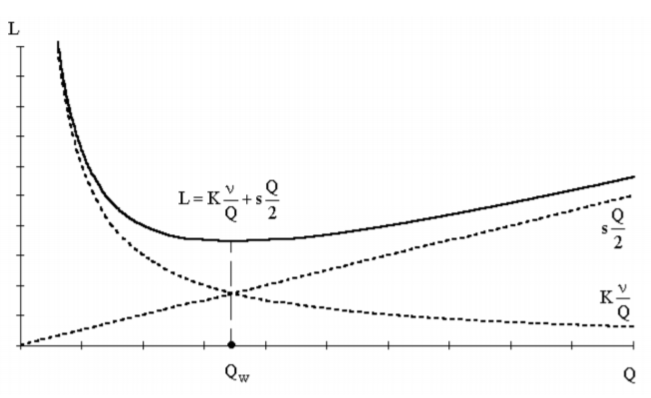 L
L = K ν/Q + s Q/2
s Q/2
K ν/Q
Q_w
Q